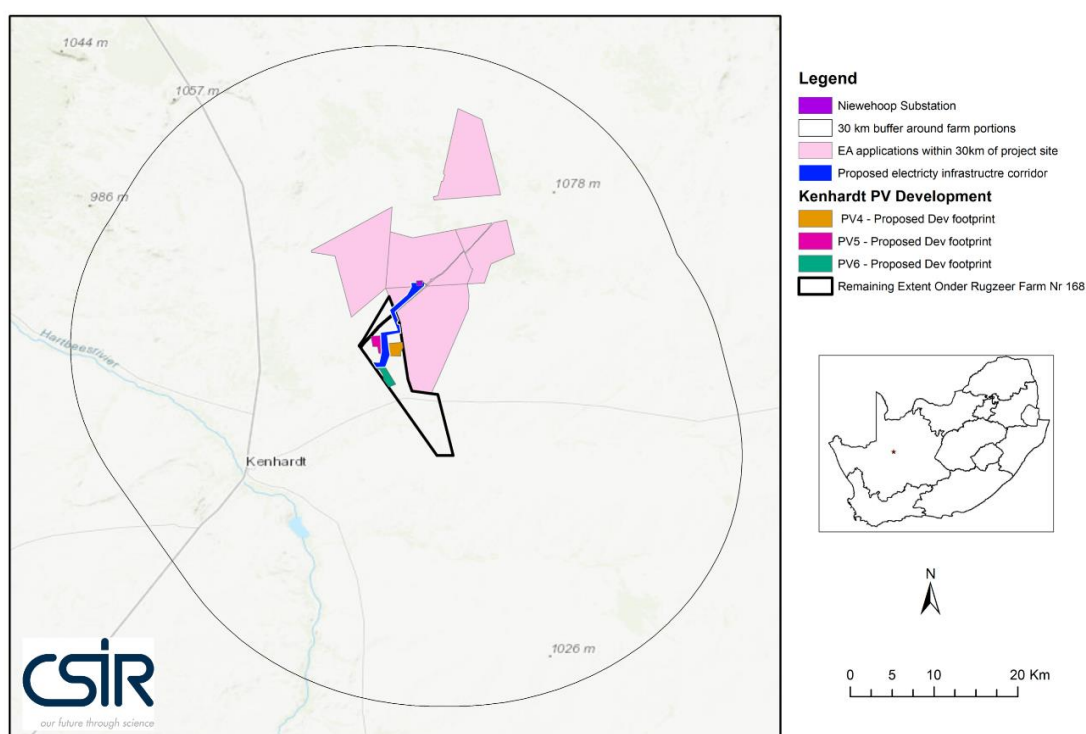 1044 m
1057 m
986 m
1078 m
Hartbeesrivier
Kenhardt
1026 m
CSIR
our future through science
Legend
Niewehoop Substation
30 km buffer around farm portions
EA applications within 30km of project site
Proposed electricty infrastructre corridor
Kenhardt PV Development
PV4 - Proposed Dev footprint
PV5 - Proposed Dev footprint
PV6 - Proposed Dev footprint
Remaining Extent Onder Rugzeer Farm Nr 168
N
0 5 10 20 Km